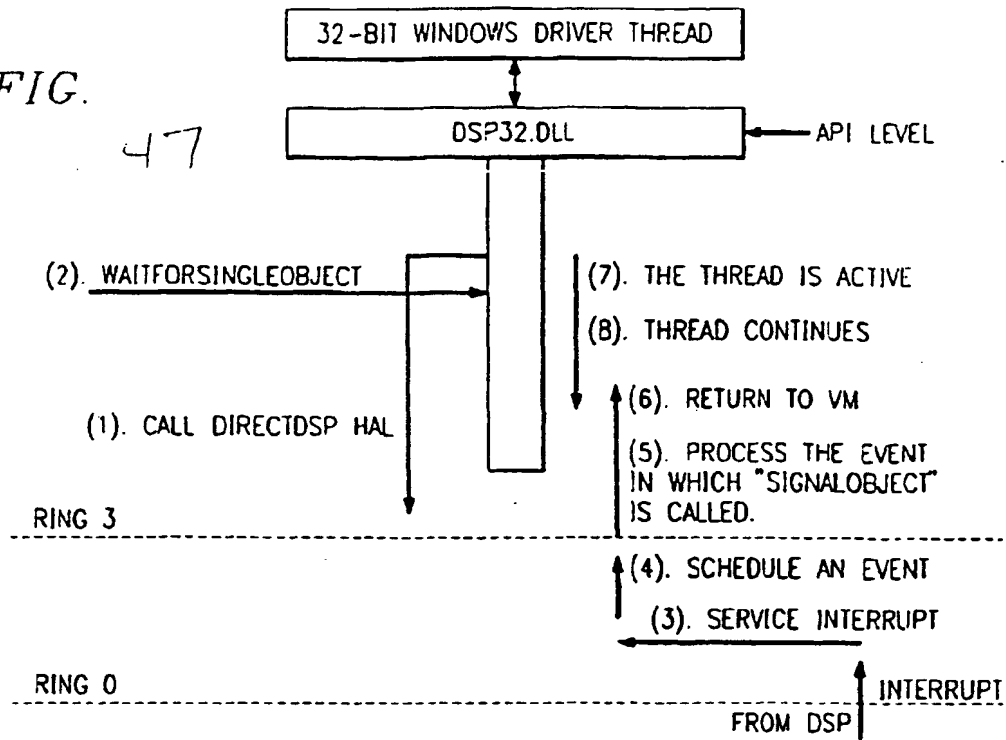 32-BIT WINDOWS DRIVER THREAD
FIG.
47
DSP32.DLL
API LEVEL
(2). WAITFORSINGLEOBJECT
(7). THE THREAD IS ACTIVE
(8). THREAD CONTINUES
(1). CALL DIRECTDSP HAL
(6). RETURN TO VM
(5). PROCESS THE EVENT
IN WHICH "SIGNALOBJECT"
IS CALLED.
RING 3
(4). SCHEDULE AN EVENT
(3). SERVICE INTERRUPT
RING 0
INTERRUPT
FROM DSP